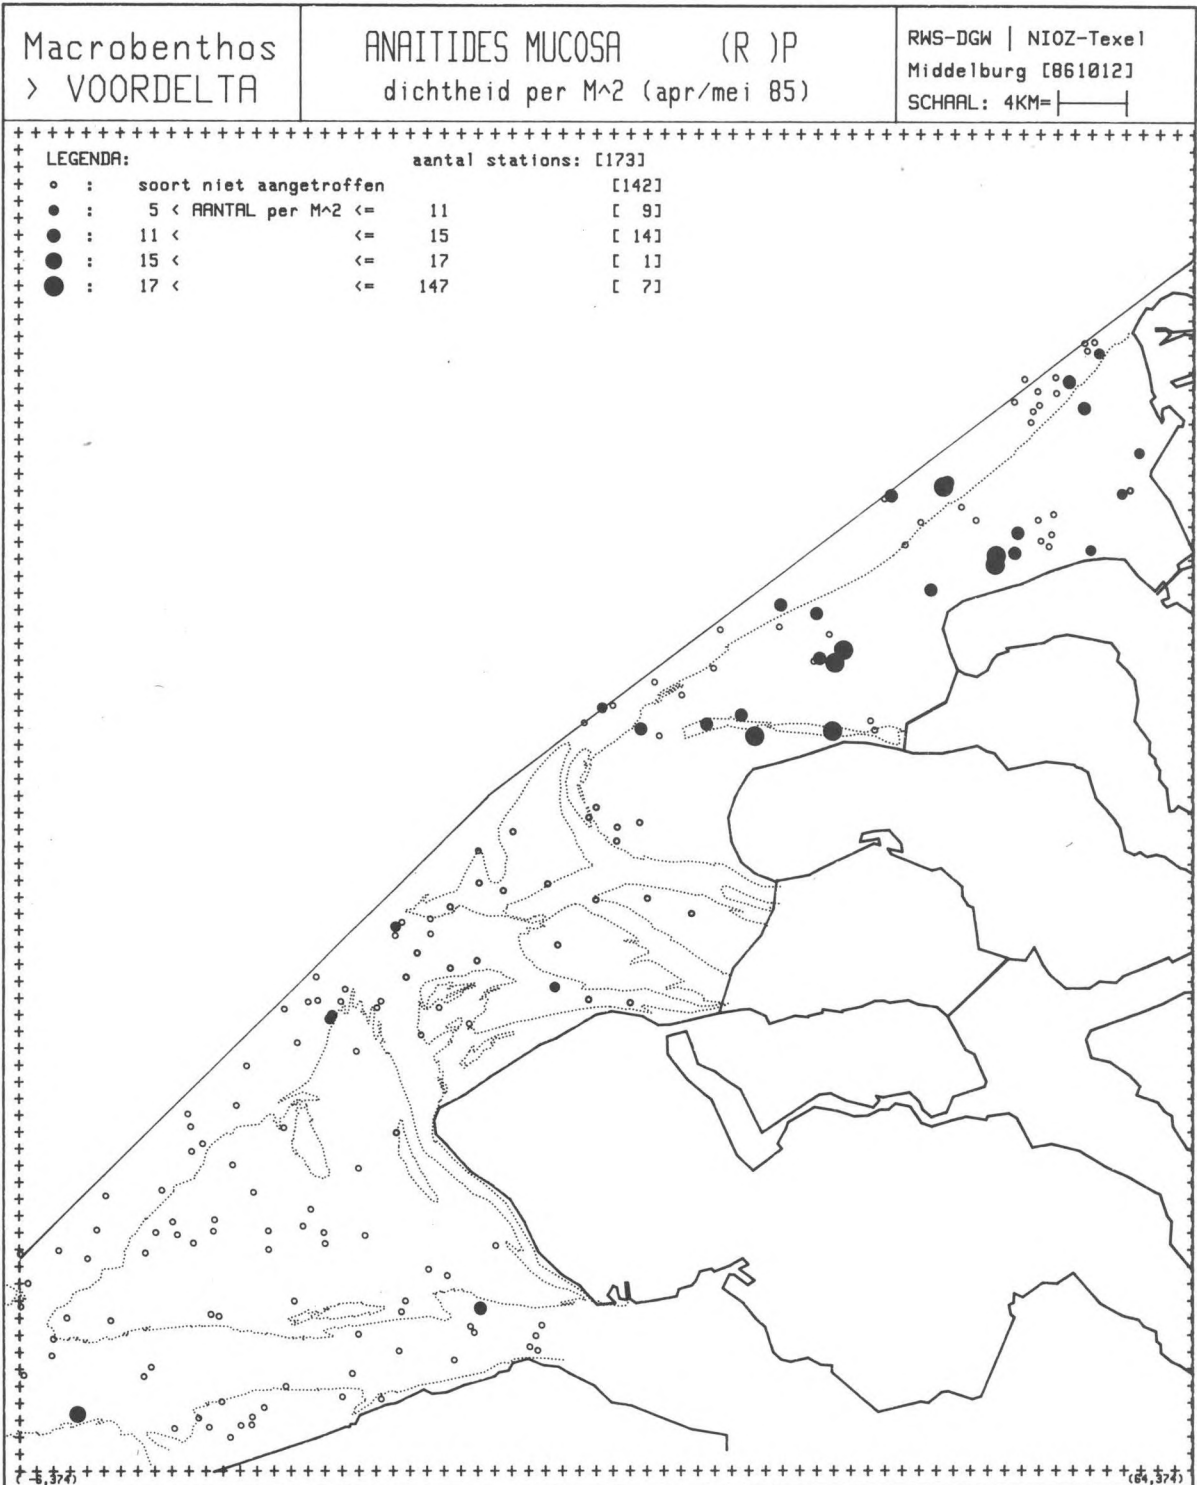 Macrobenthos
> VOORDELTA
ANAITIDES MUCOSA (R )P
dichtheid per M^2 (apr/mei 85)
RWS-DGW | NIOZ-Texel
Middelburg [861012]
SCHAAL: 4KM=
LEGENDA: aantal stations: [173]
: soort niet aangetroffen [142]
: 5 < AANTAL per M^2 <= 11 [ 9]
: 11 < <= 15 [ 14]
: 15 < <= 17 [ 1]
: 17 < <= 147 [ 7]
( -6,374) (64,374)